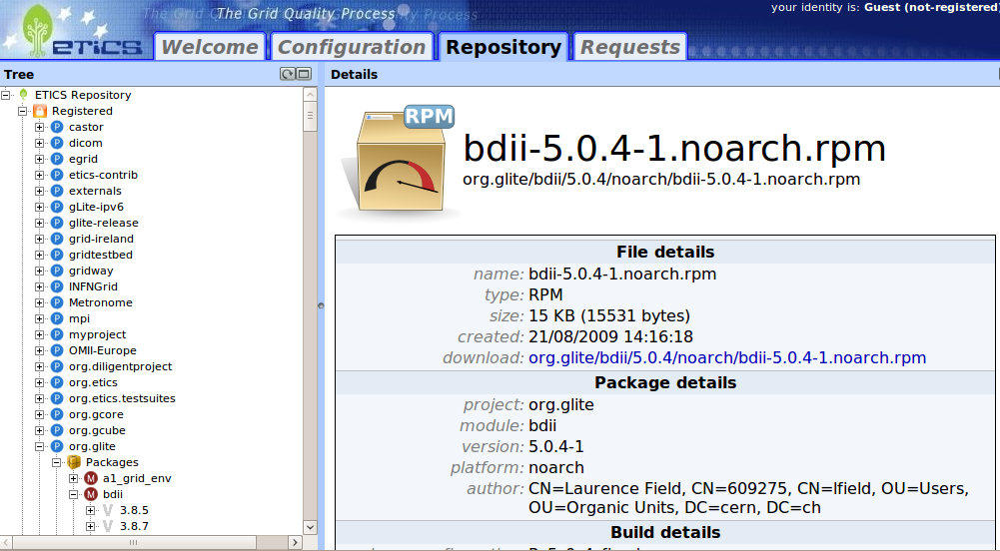 The Grid Quality Process
your identity is: Guest (not-registered)
etics
Welcome
Configuration
Repository
Requests
Tree
ETICS Repository
Registered
castor
dicom
egrid
etics-contrib
externals
gLite-ipv6
glite-release
grid-ireland
gridtestbed
gridway
INFNGrid
Metronome
mpi
myproject
OMII-Europe
org.diligentproject
org.etics
org.etics.testsuites
org.gcore
org.gcube
org.glite
Packages
a1_grid_env
bdii
3.8.5
3.8.7
Details
RPM
bdii-5.0.4-1.noarch.rpm
org.glite/bdii/5.0.4/noarch/bdii-5.0.4-1.noarch.rpm
File details
name: bdii-5.0.4-1.noarch.rpm
type: RPM
size: 15 KB (15531 bytes)
created: 21/08/2009 14:16:18
download: org.glite/bdii/5.0.4/noarch/bdii-5.0.4-1.noarch.rpm
Package details
project: org.glite
module: bdii
version: 5.0.4-1
platform: noarch
author: CN=Laurence Field, CN=609275, CN=lfield, OU=Users,
OU=Organic Units, DC=cern, DC=ch
Build details